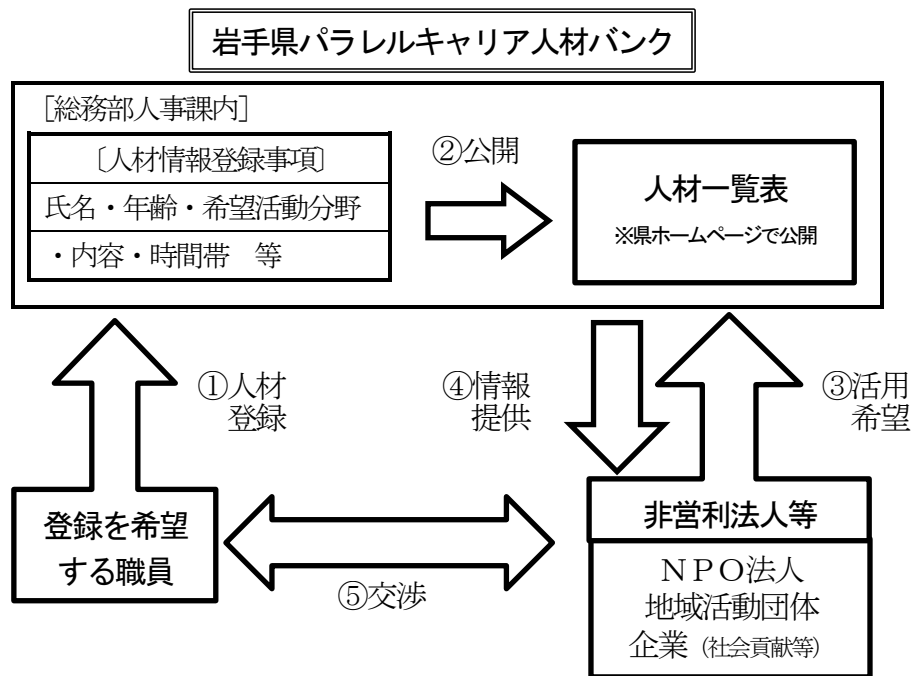 岩手県パラレルキャリア人材バンク
［総務部人事課内］
〔人材情報登録事項〕
氏名・年齢・希望活動分野
・内容・時間帯　等
②公開
人材一覧表
※県ホームページで公開
①人材
登録
④情報
提供
③活用
希望
登録を希望
する職員
⑤交渉
非営利法人等
ＮＰＯ法人
地域活動団体
企業（社会貢献等）